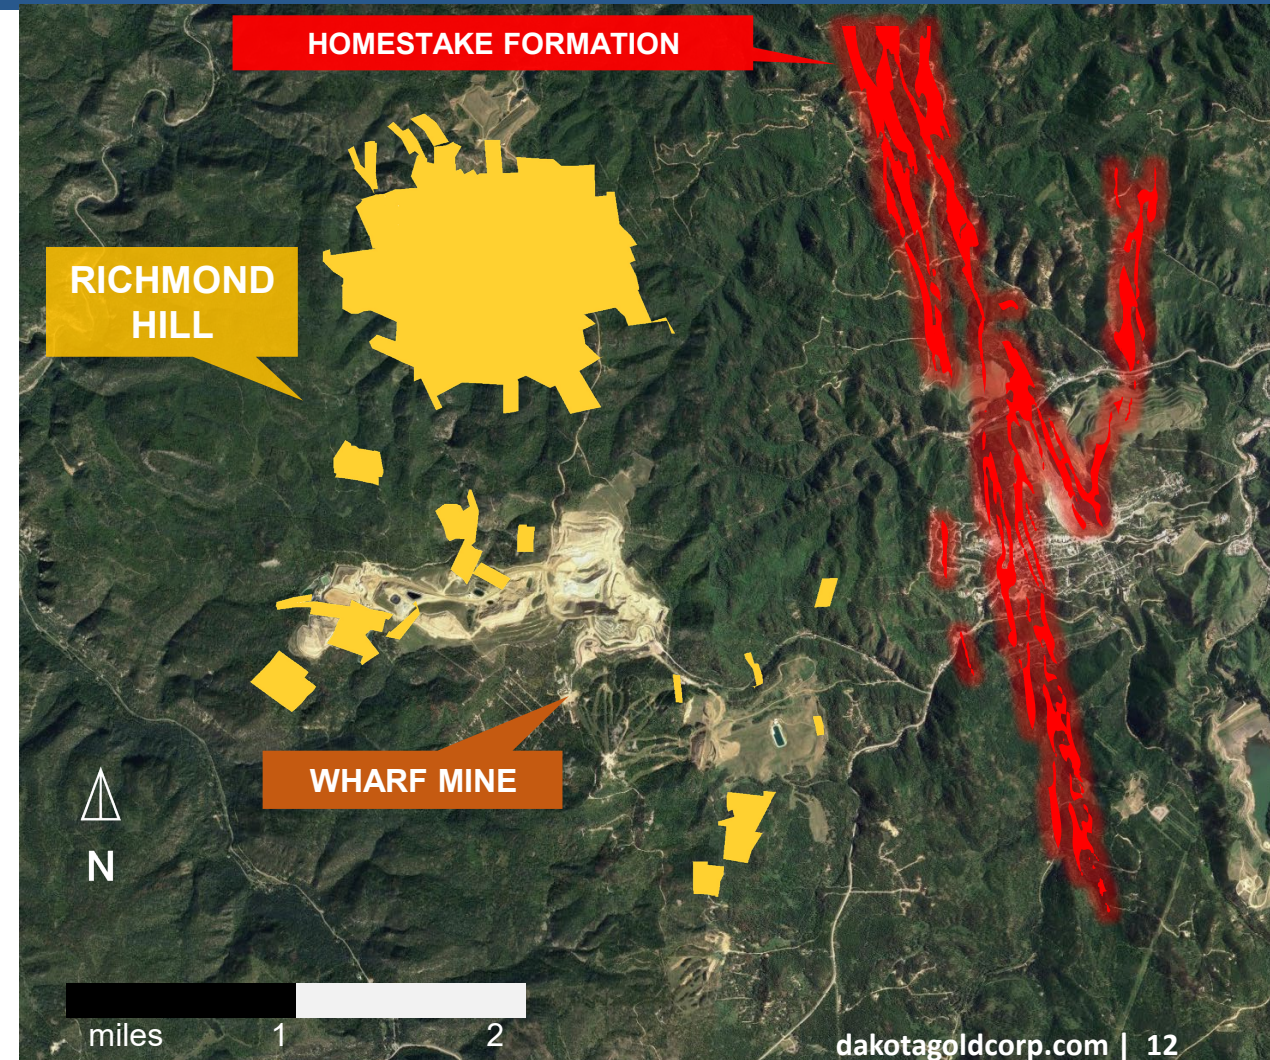 HOMESTAKE FORMATION
RICHMOND
HILL
WHARF MINE
N
miles 1 2
dakotagoldcorp.com | 12